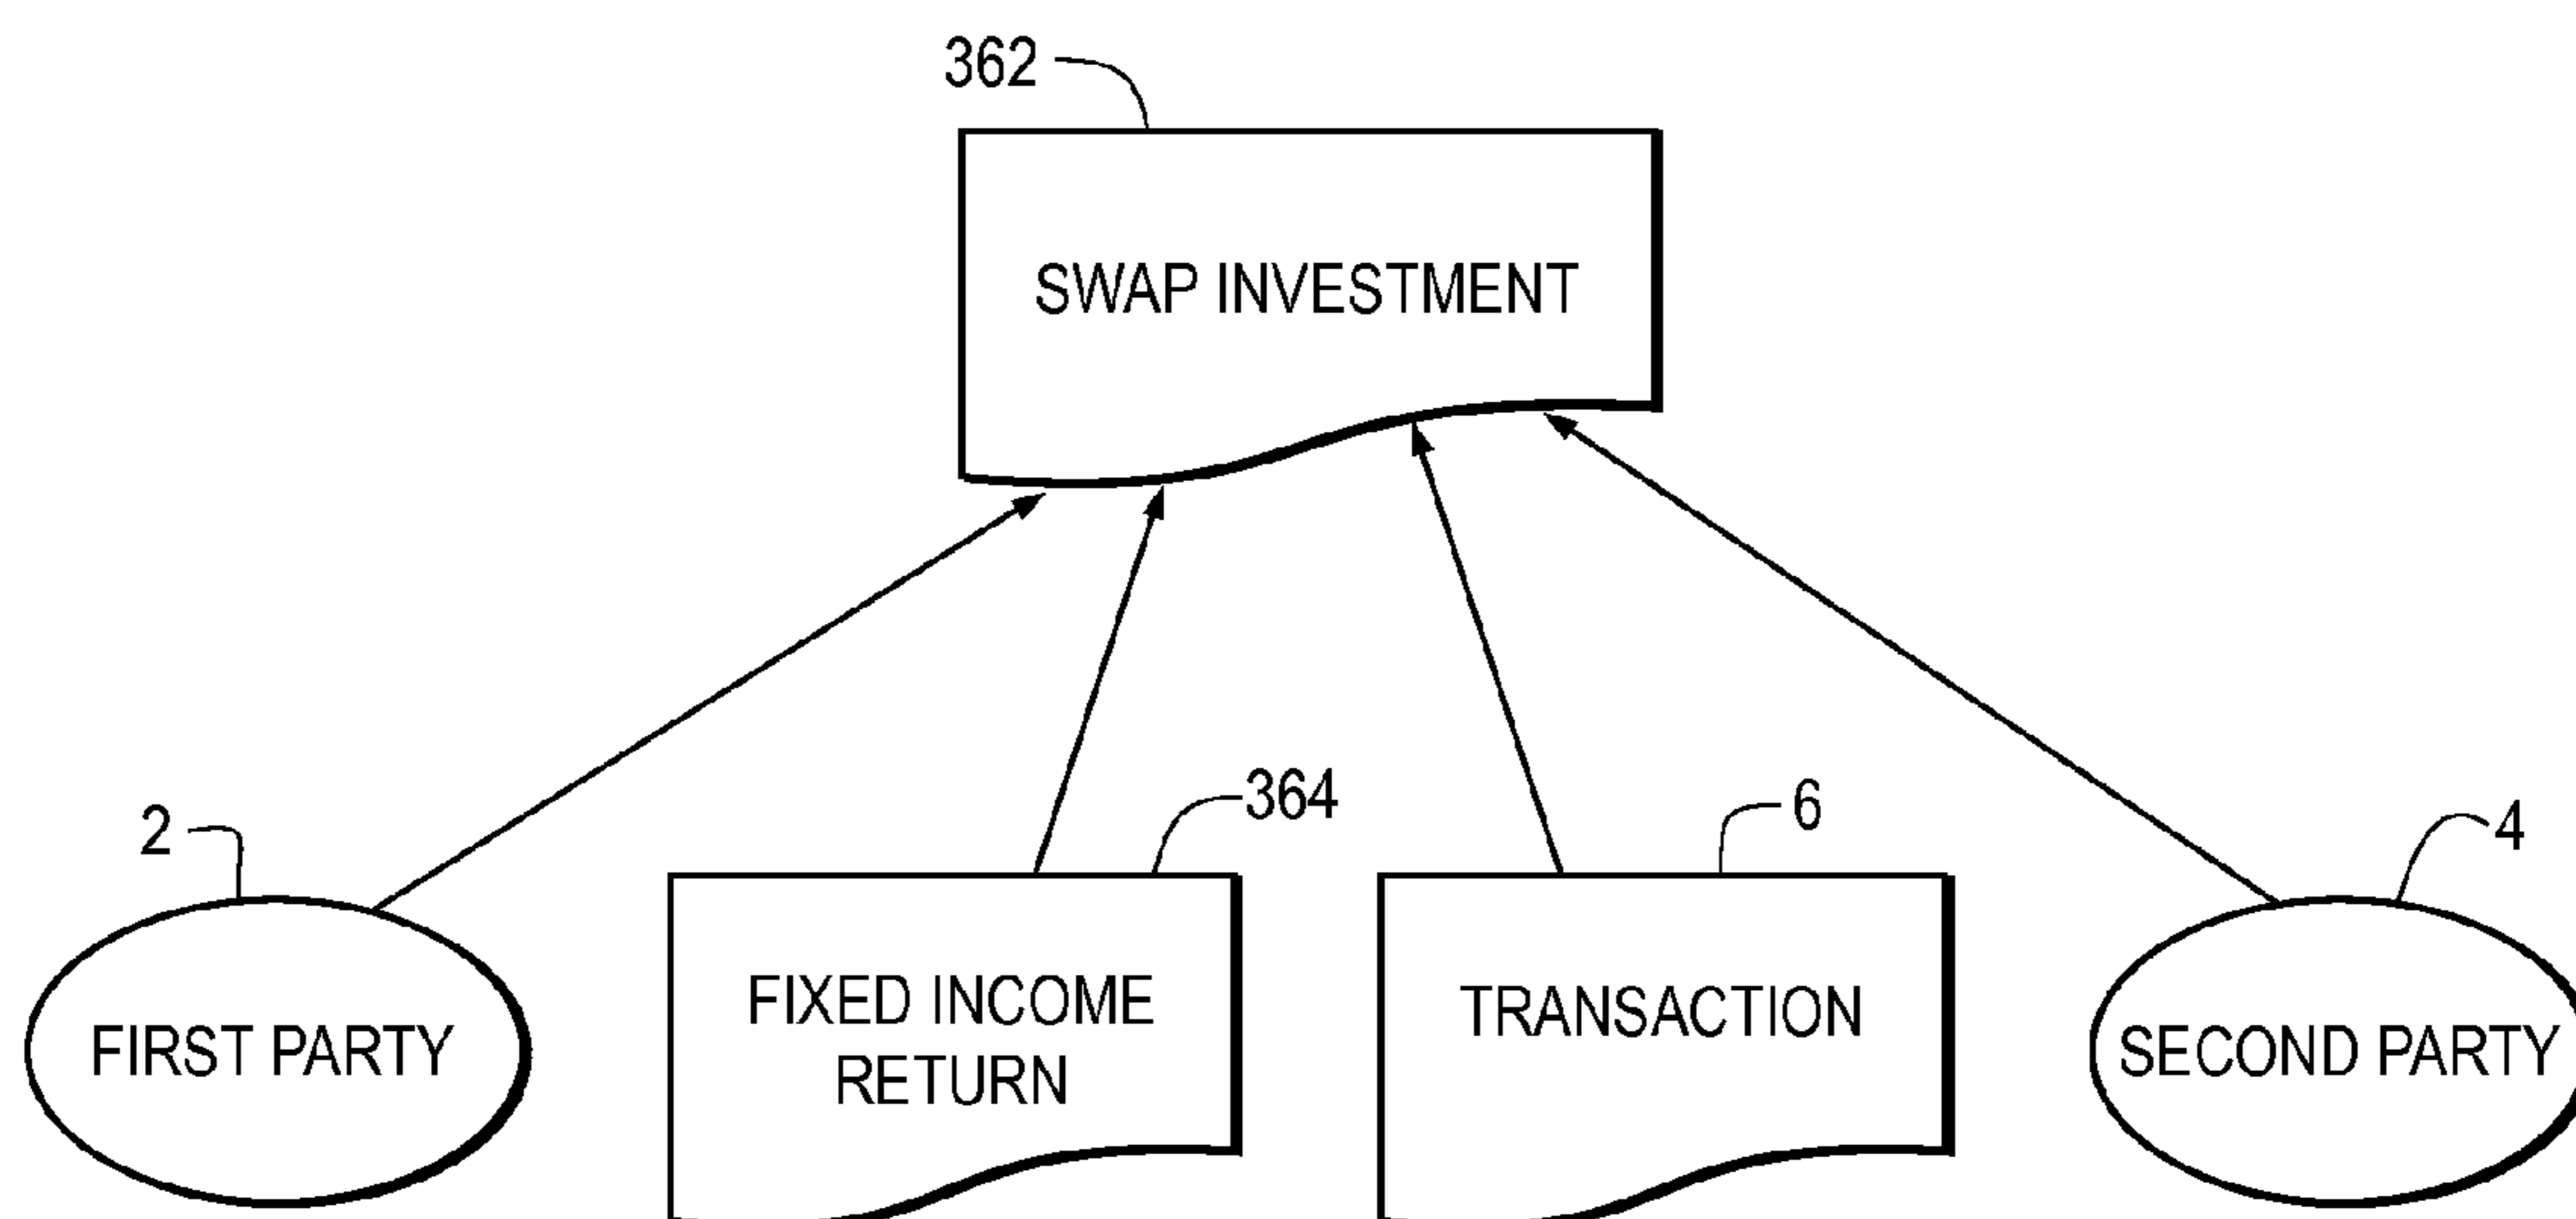 362
SWAP INVESTMENT
2
364
6
4
FIRST PARTY
FIXED INCOME
RETURN
TRANSACTION
SECOND PARTY